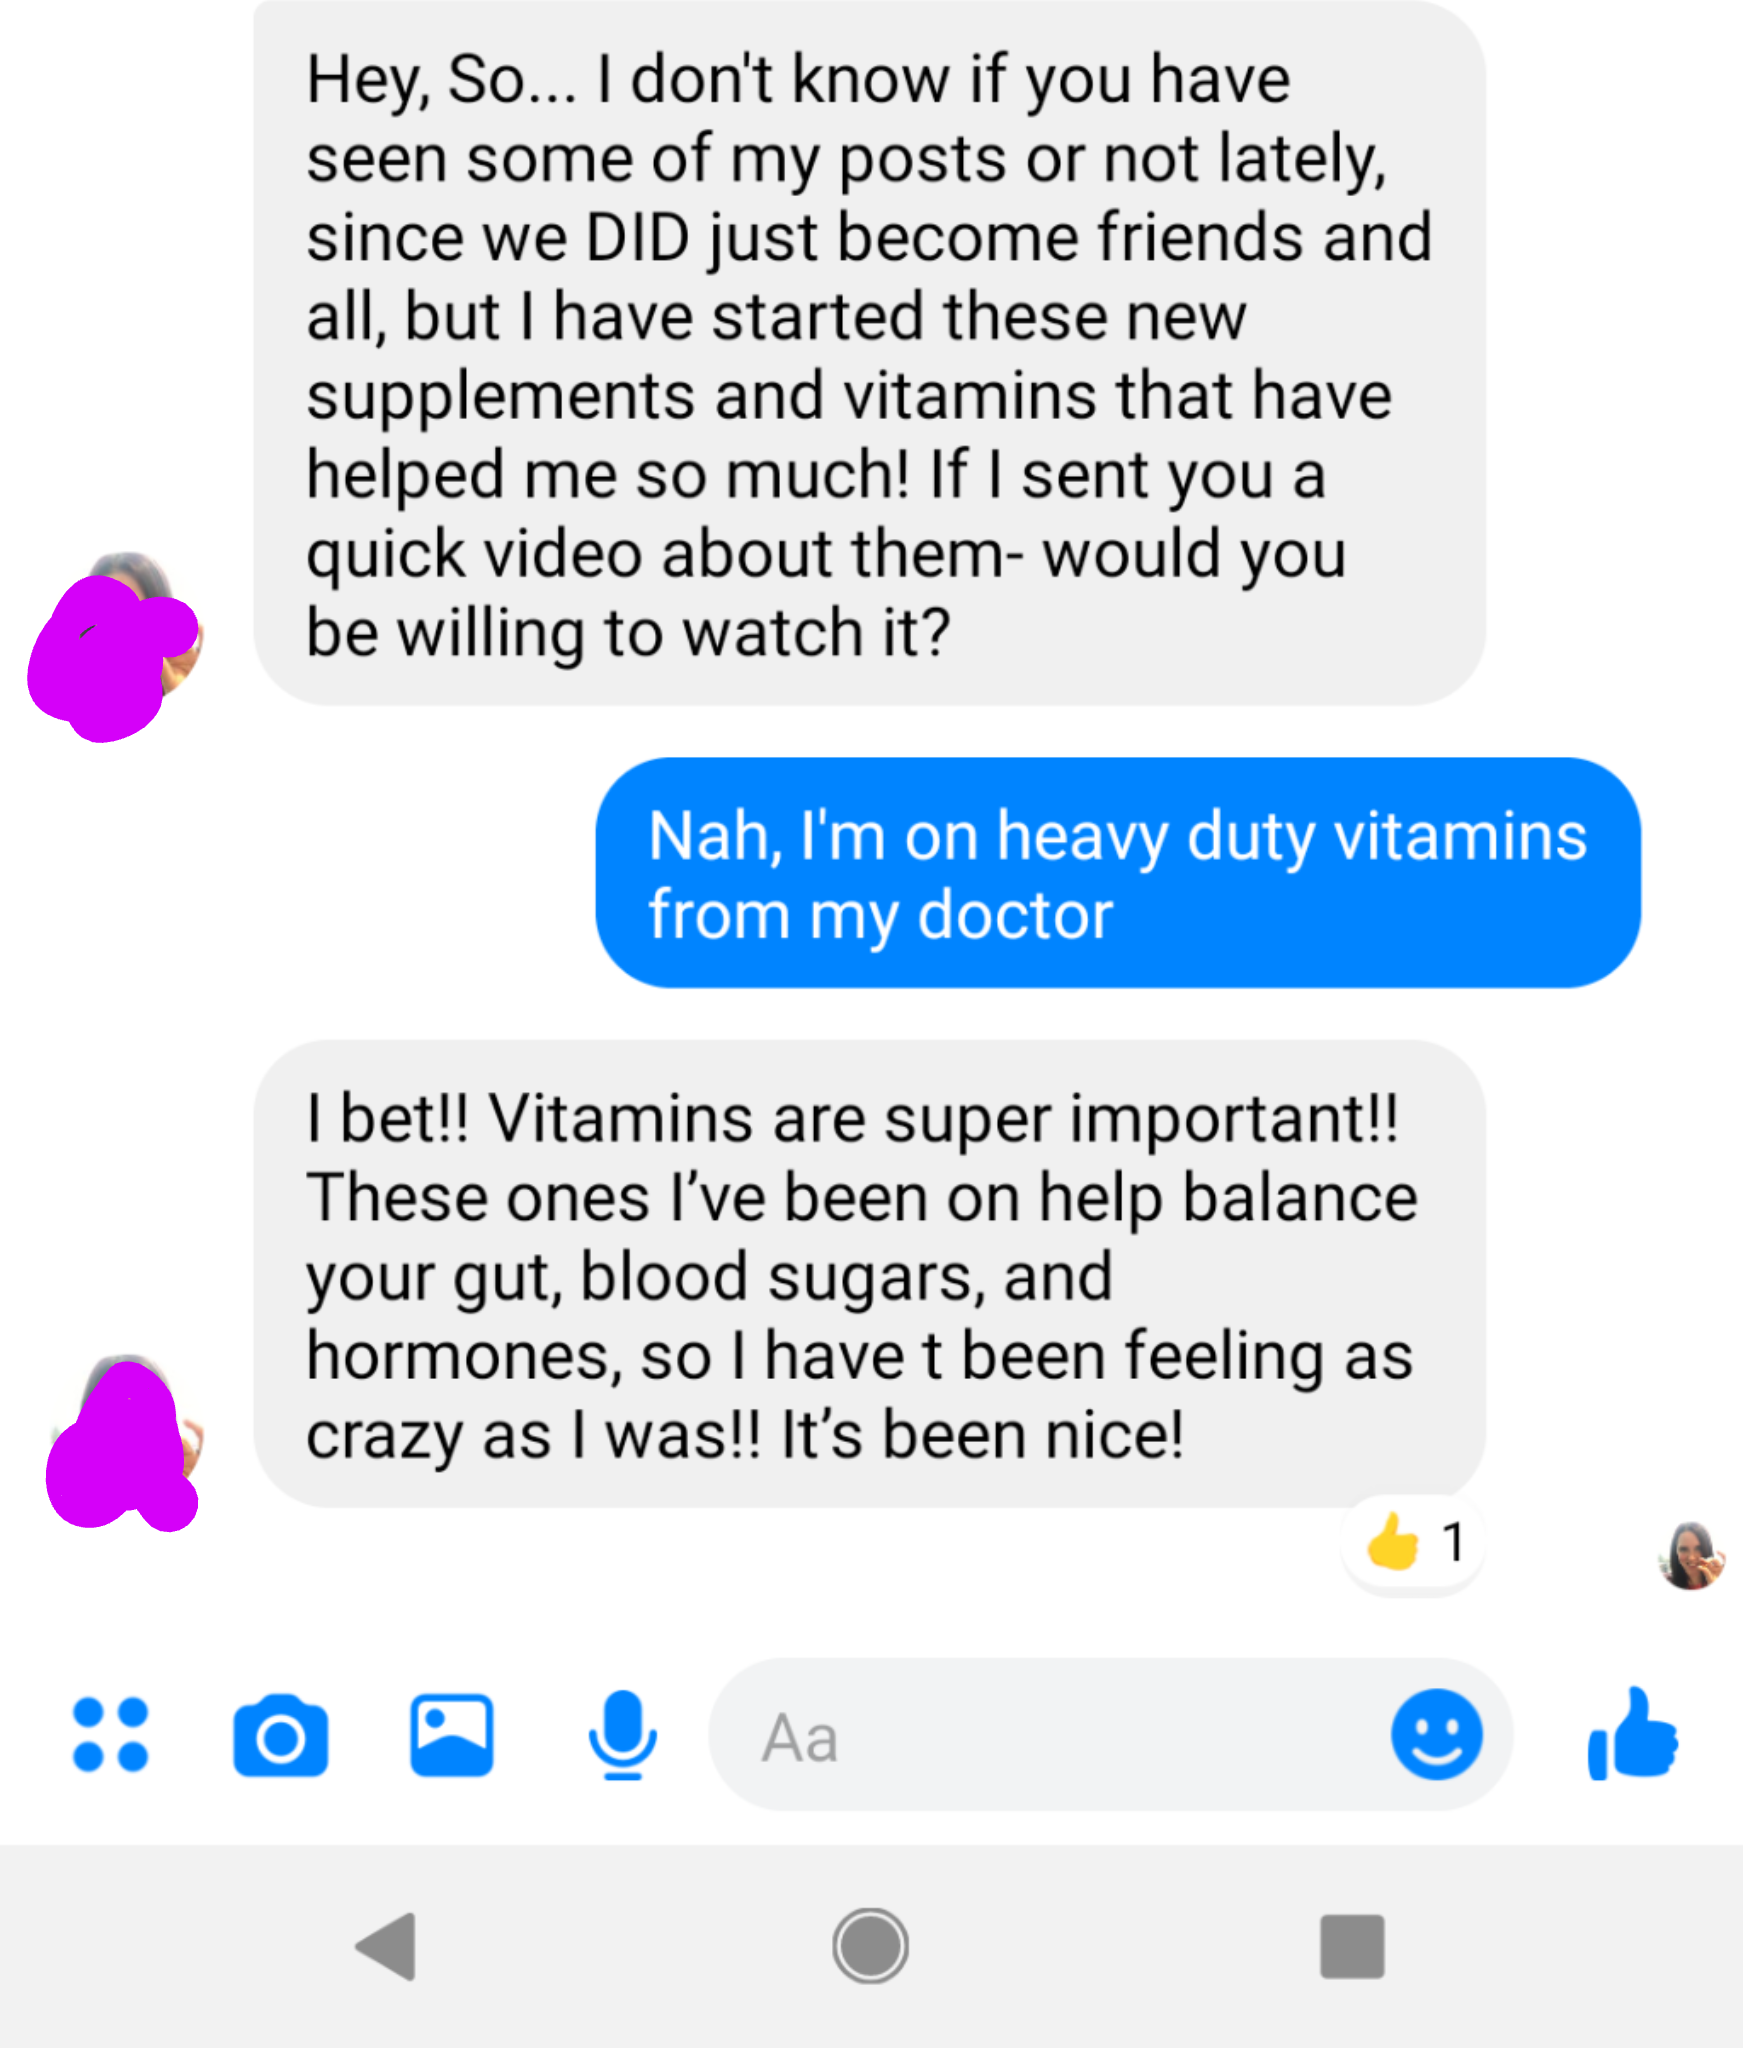 Hey, So... I don't know if you have
seen some of my posts or not lately,
since we DID just become friends and
all, but I have started these new
supplements and vitamins that have
helped me so much! If I sent you a
quick video about them- would you
be willing to watch it?
Nah, I'm on heavy duty vitamins
from my doctor
I bet!! Vitamins are super important!!
These ones I’ve been on help balance
your gut, blood sugars, and
hormones, so I have t been feeling as
crazy as I was!! It’s been nice!
👍 1
Aa